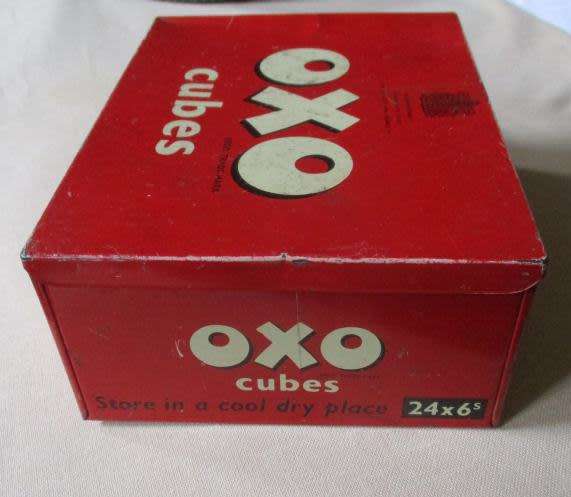 OXO
cubes
OXO
cubes
Store in a cool dry place 24x6s